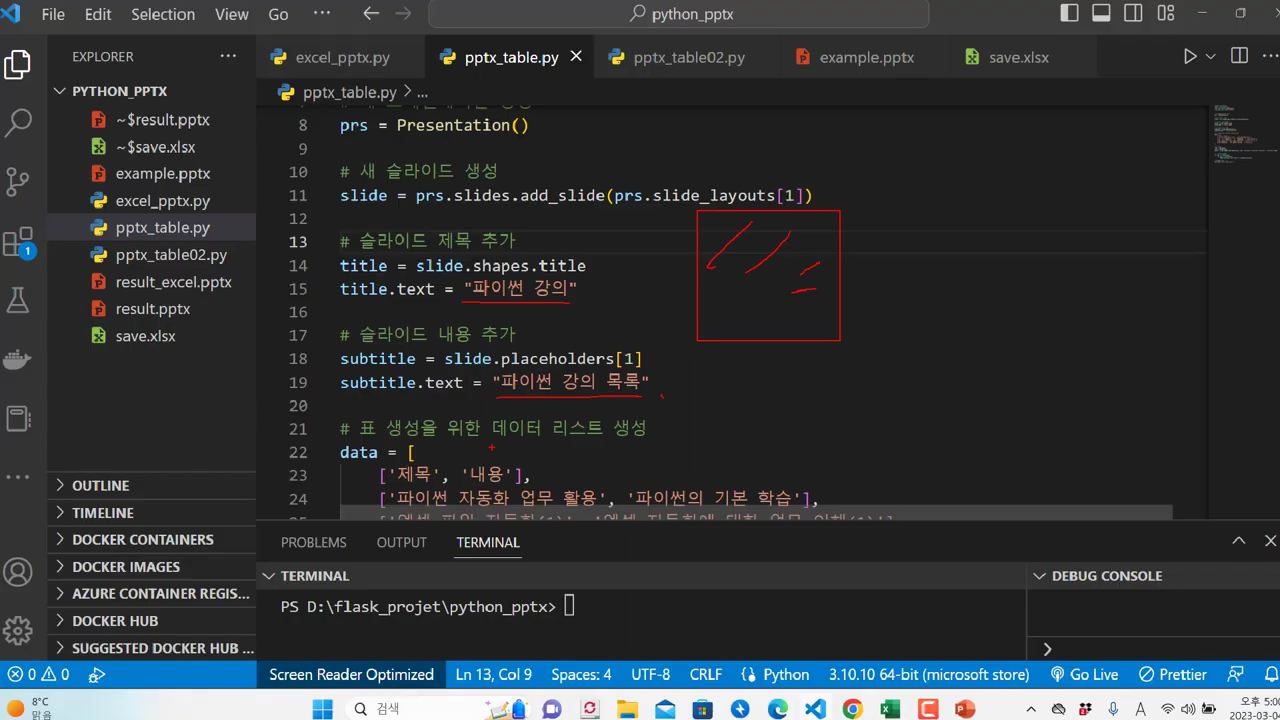 File Edit Selection View Go ··· python_pptx
EXPLORER ···
excel_pptx.py pptx_table.py pptx_table02.py example.pptx save.xlsx
PYTHON_PPTX
~$result.pptx
~$save.xlsx
example.pptx
excel_pptx.py
pptx_table.py
pptx_table02.py
result_excel.pptx
result.pptx
save.xlsx
OUTLINE
TIMELINE
DOCKER CONTAINERS
DOCKER IMAGES
AZURE CONTAINER REGIS...
DOCKER HUB
SUGGESTED DOCKER HUB ...
1
pptx_table.py > ...
8 prs = Presentation()
9
10 # 새 슬라이드 생성
11 slide = prs.slides.add_slide(prs.slide_layouts[1])
12
13 # 슬라이드 제목 추가
14 title = slide.shapes.title
15 title.text = "파이썬 강의"
16
17 # 슬라이드 내용 추가
18 subtitle = slide.placeholders[1]
19 subtitle.text = "파이썬 강의 목록"
20
21 # 표 생성을 위한 데이터 리스트 생성
22 data = [
23 ['제목', '내용'],
24 ['파이썬 자동화 업무 활용', '파이썬의 기본 학습'],
PROBLEMS OUTPUT TERMINAL
TERMINAL
PS D:\flask_projet\python_pptx>
DEBUG CONSOLE
0 0 Screen Reader Optimized Ln 13, Col 9 Spaces: 4 UTF-8 CRLF Python 3.10.10 64-bit (microsoft store) Go Live Prettier
8°C
맑음
검색
A
오후 5:0
2023-03-04